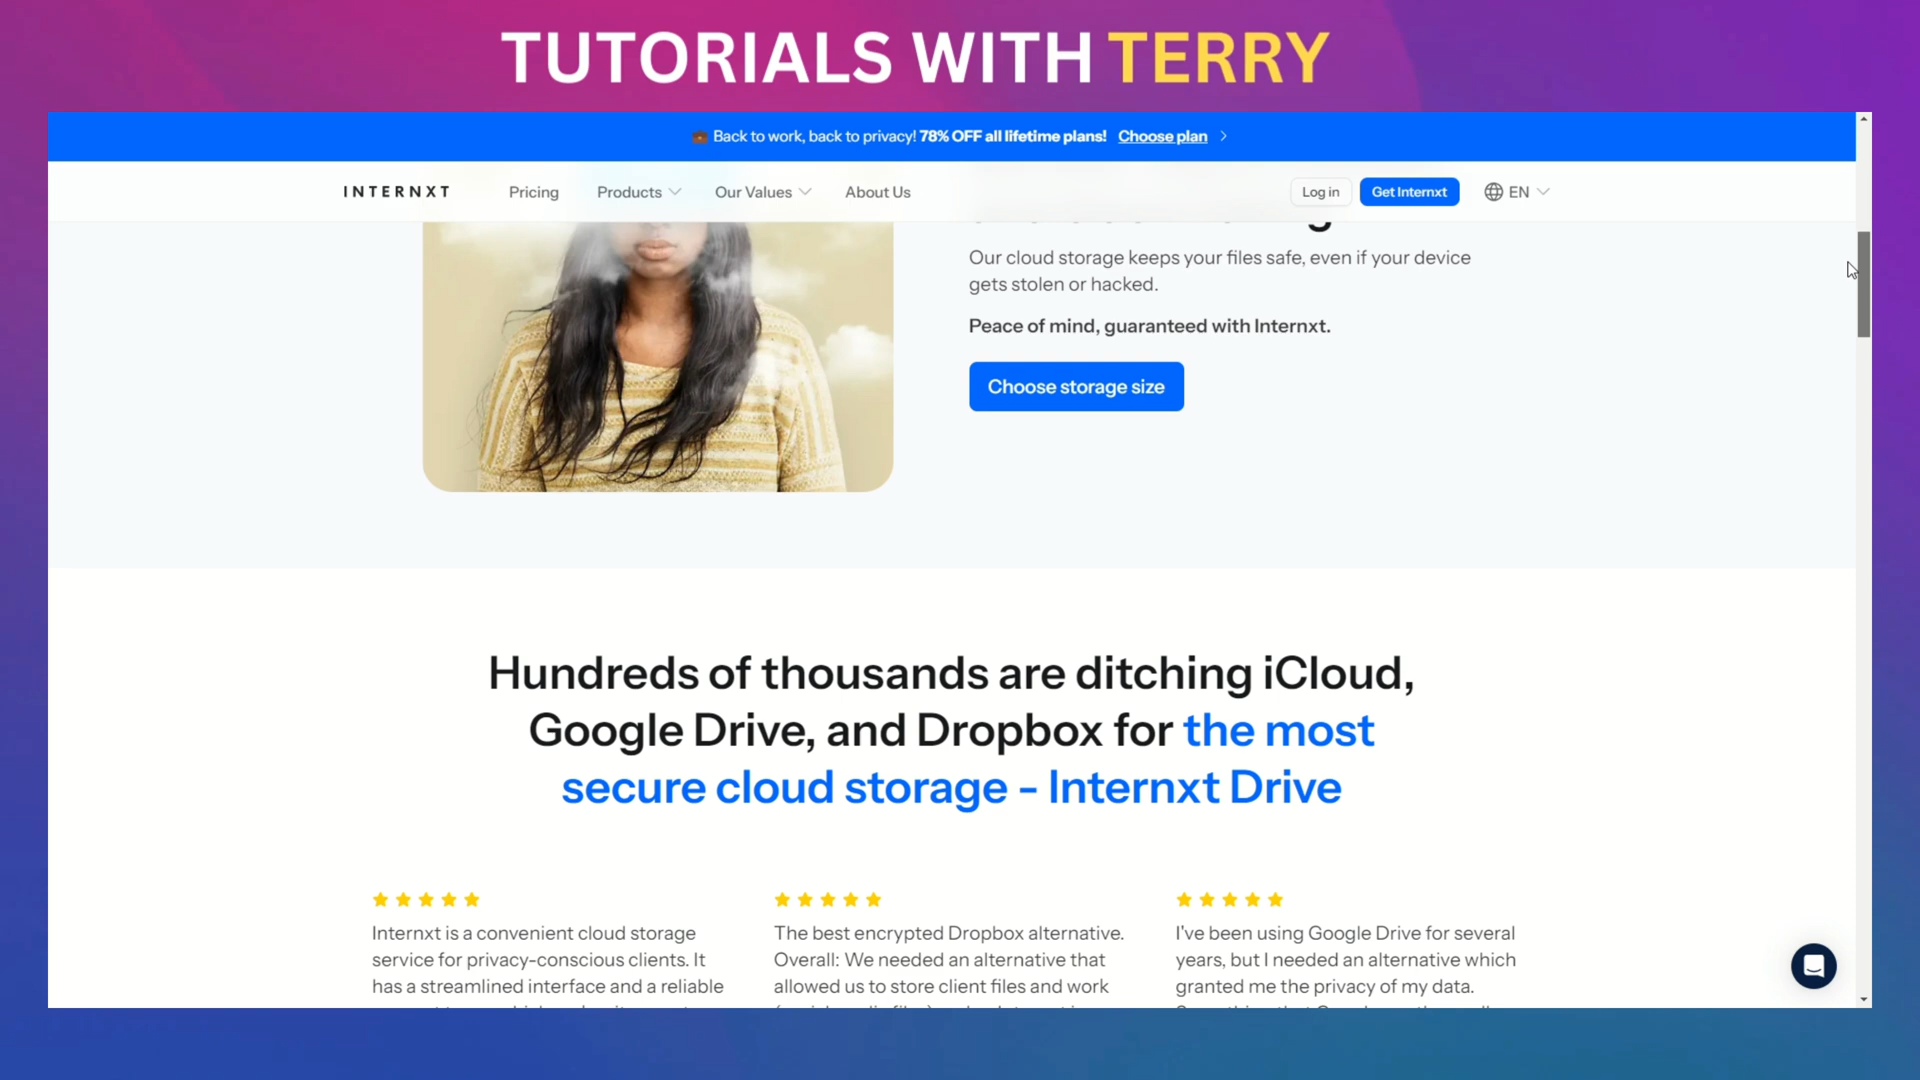 TUTORIALS WITH TERRY
Back to work, back to privacy! 78% OFF all lifetime plans! Choose plan
INTERNXT Pricing Products Our Values About Us Log in Get Internxt EN
Our cloud storage keeps your files safe, even if your device
gets stolen or hacked.
Peace of mind, guaranteed with Internxt.
Choose storage size
Hundreds of thousands are ditching iCloud,
Google Drive, and Dropbox for the most
secure cloud storage - Internxt Drive
Internxt is a convenient cloud storage
service for privacy-conscious clients. It
has a streamlined interface and a reliable
The best encrypted Dropbox alternative.
Overall: We needed an alternative that
allowed us to store client files and work
I've been using Google Drive for several
years, but I needed an alternative which
granted me the privacy of my data.